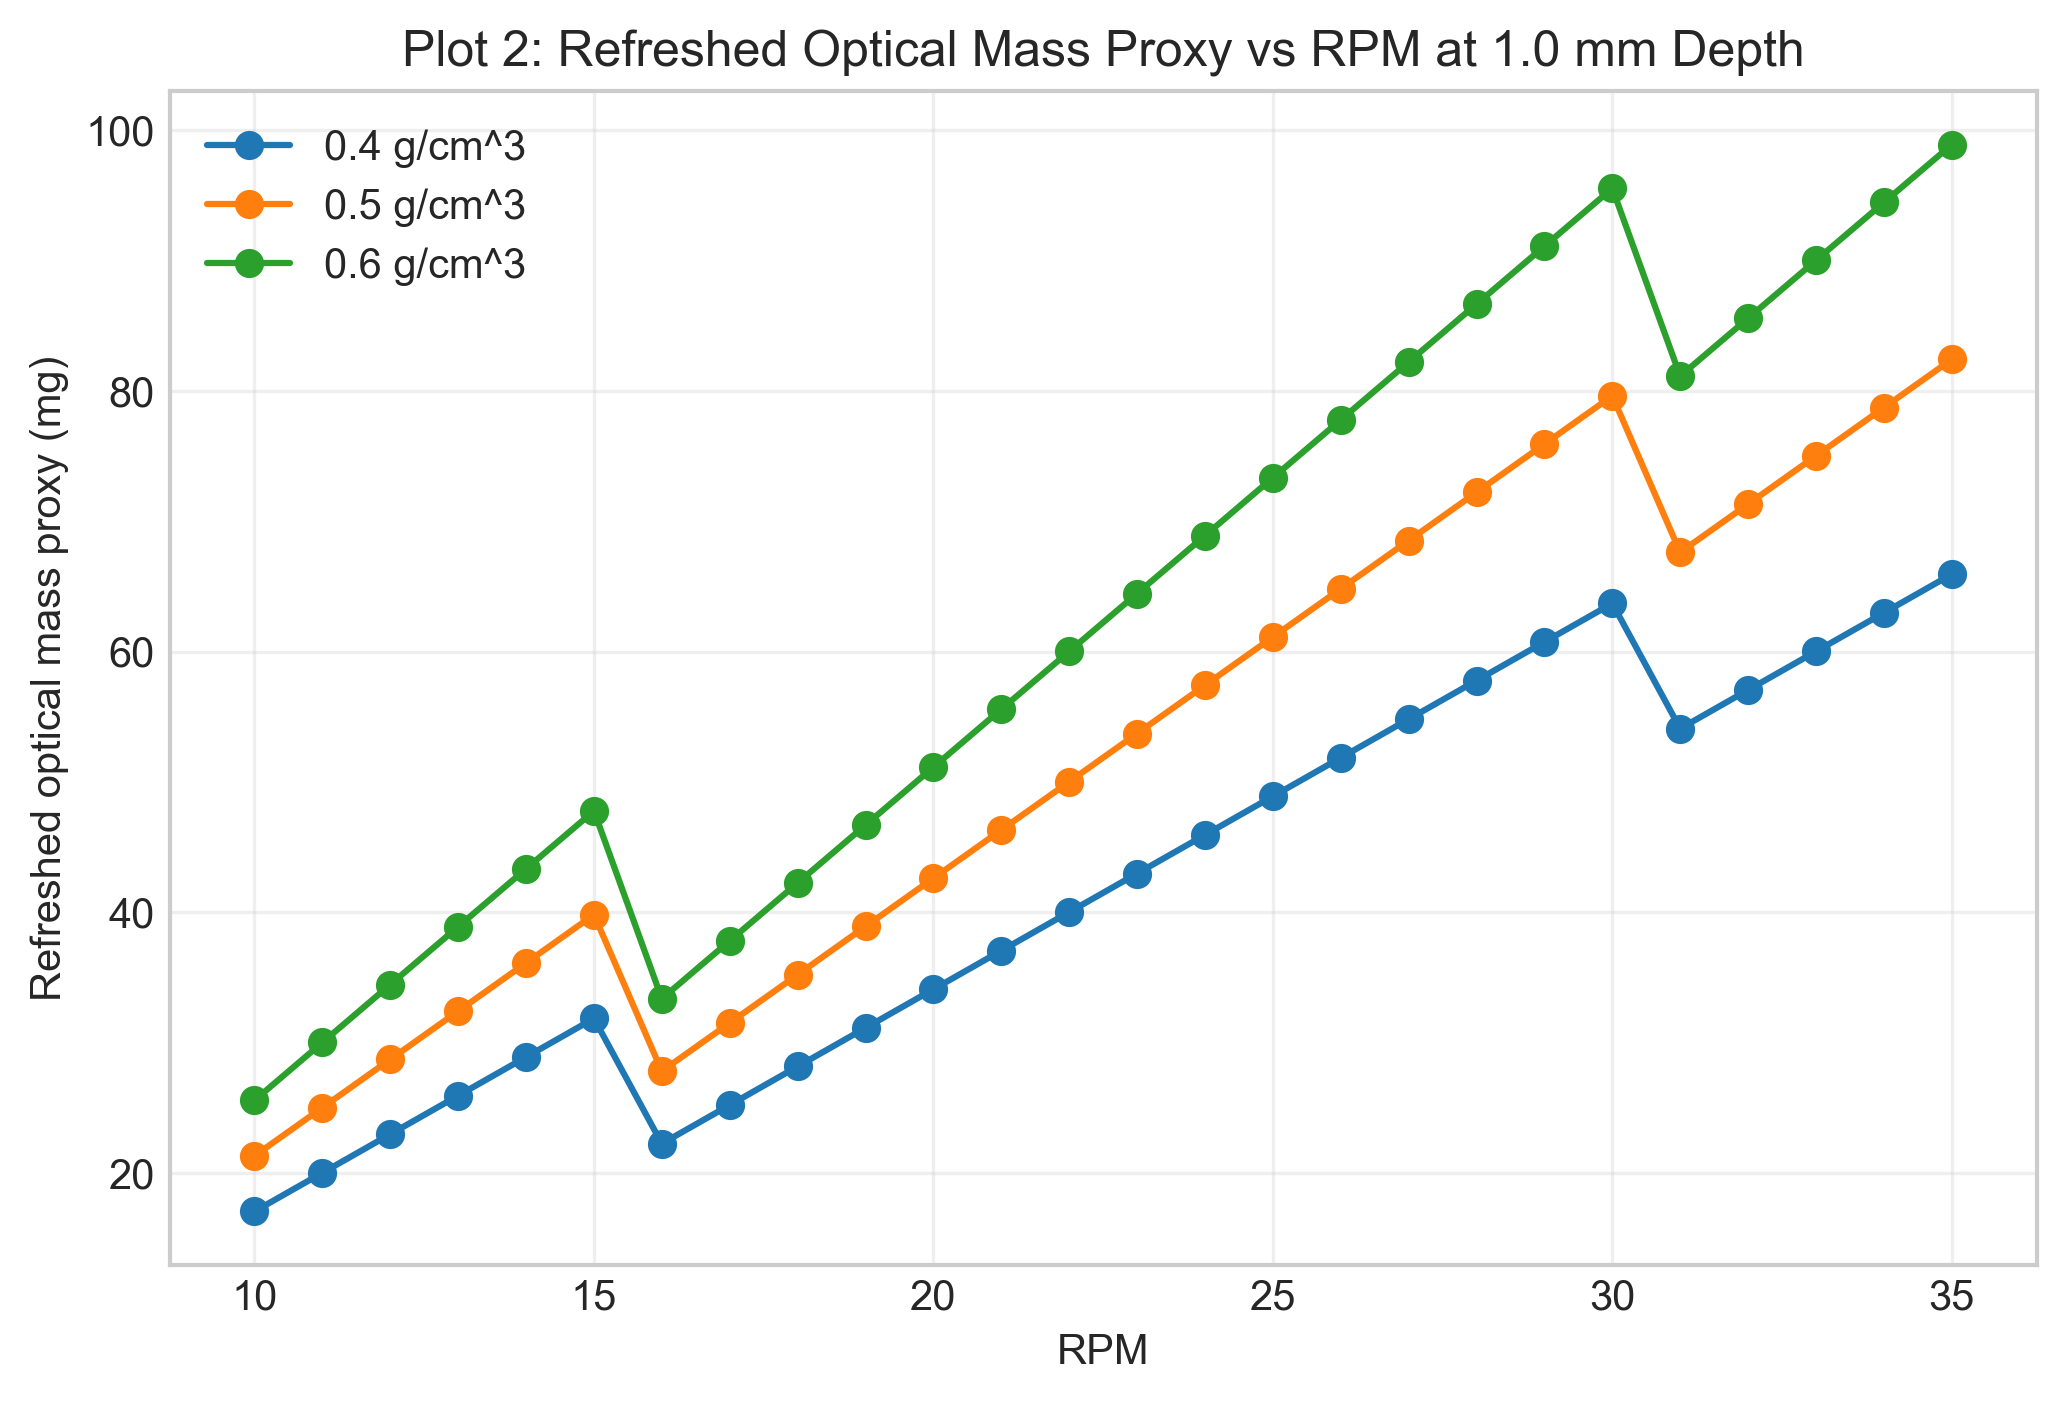 Plot 2: Refreshed Optical Mass Proxy vs RPM at 1.0 mm Depth
Refreshed optical mass proxy (mg)
100
80
60
40
20
0.4 g/cm^3
0.5 g/cm^3
0.6 g/cm^3
10 15 20 25 30 35
RPM